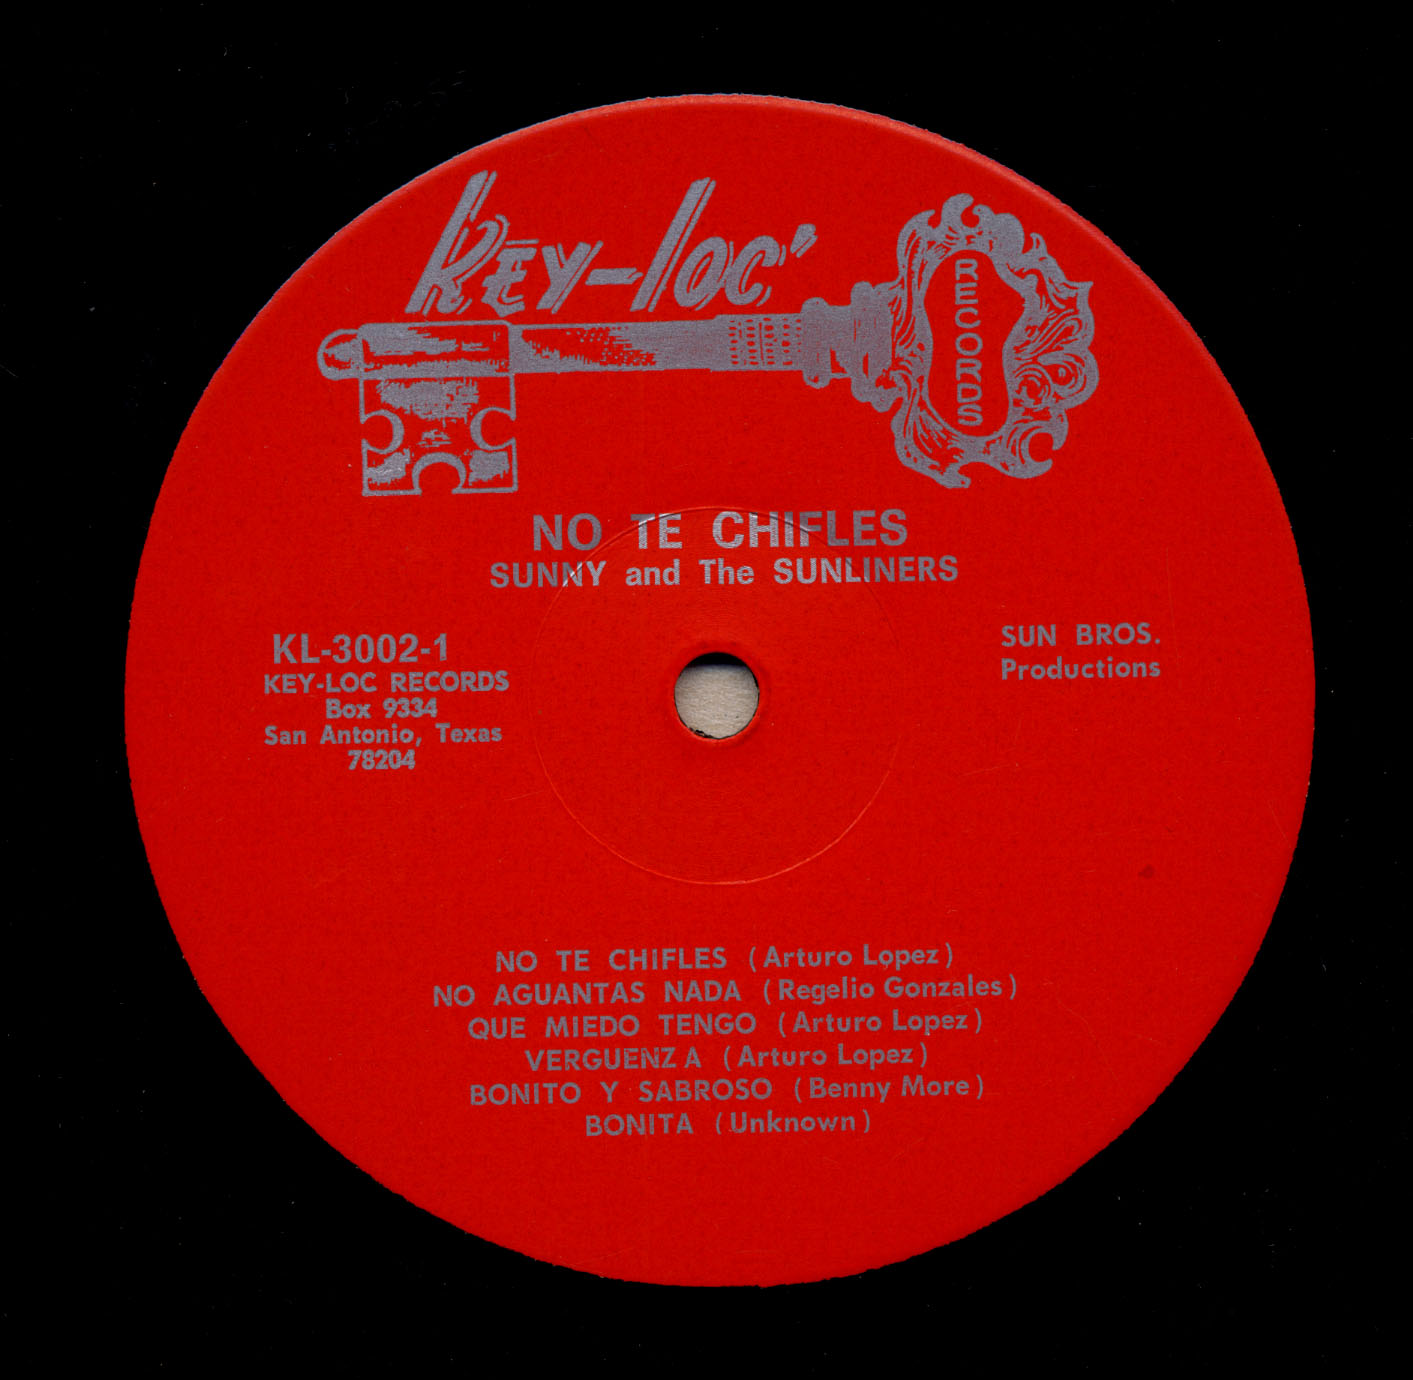 Key-loc'
RECORDS
NO TE CHIFLES
SUNNY and The SUNLINERS
KL-3002-1
KEY-LOC RECORDS
Box 9334
San Antonio, Texas
78204
SUN BROS.
Productions
NO TE CHIFLES (Arturo Lopez)
NO AGUANTAS NADA (Regelio Gonzales)
QUE MIEDO TENGO (Arturo Lopez)
VERGUENZA (Arturo Lopez)
BONITO Y SABROSO (Benny More)
BONITA (Unknown)